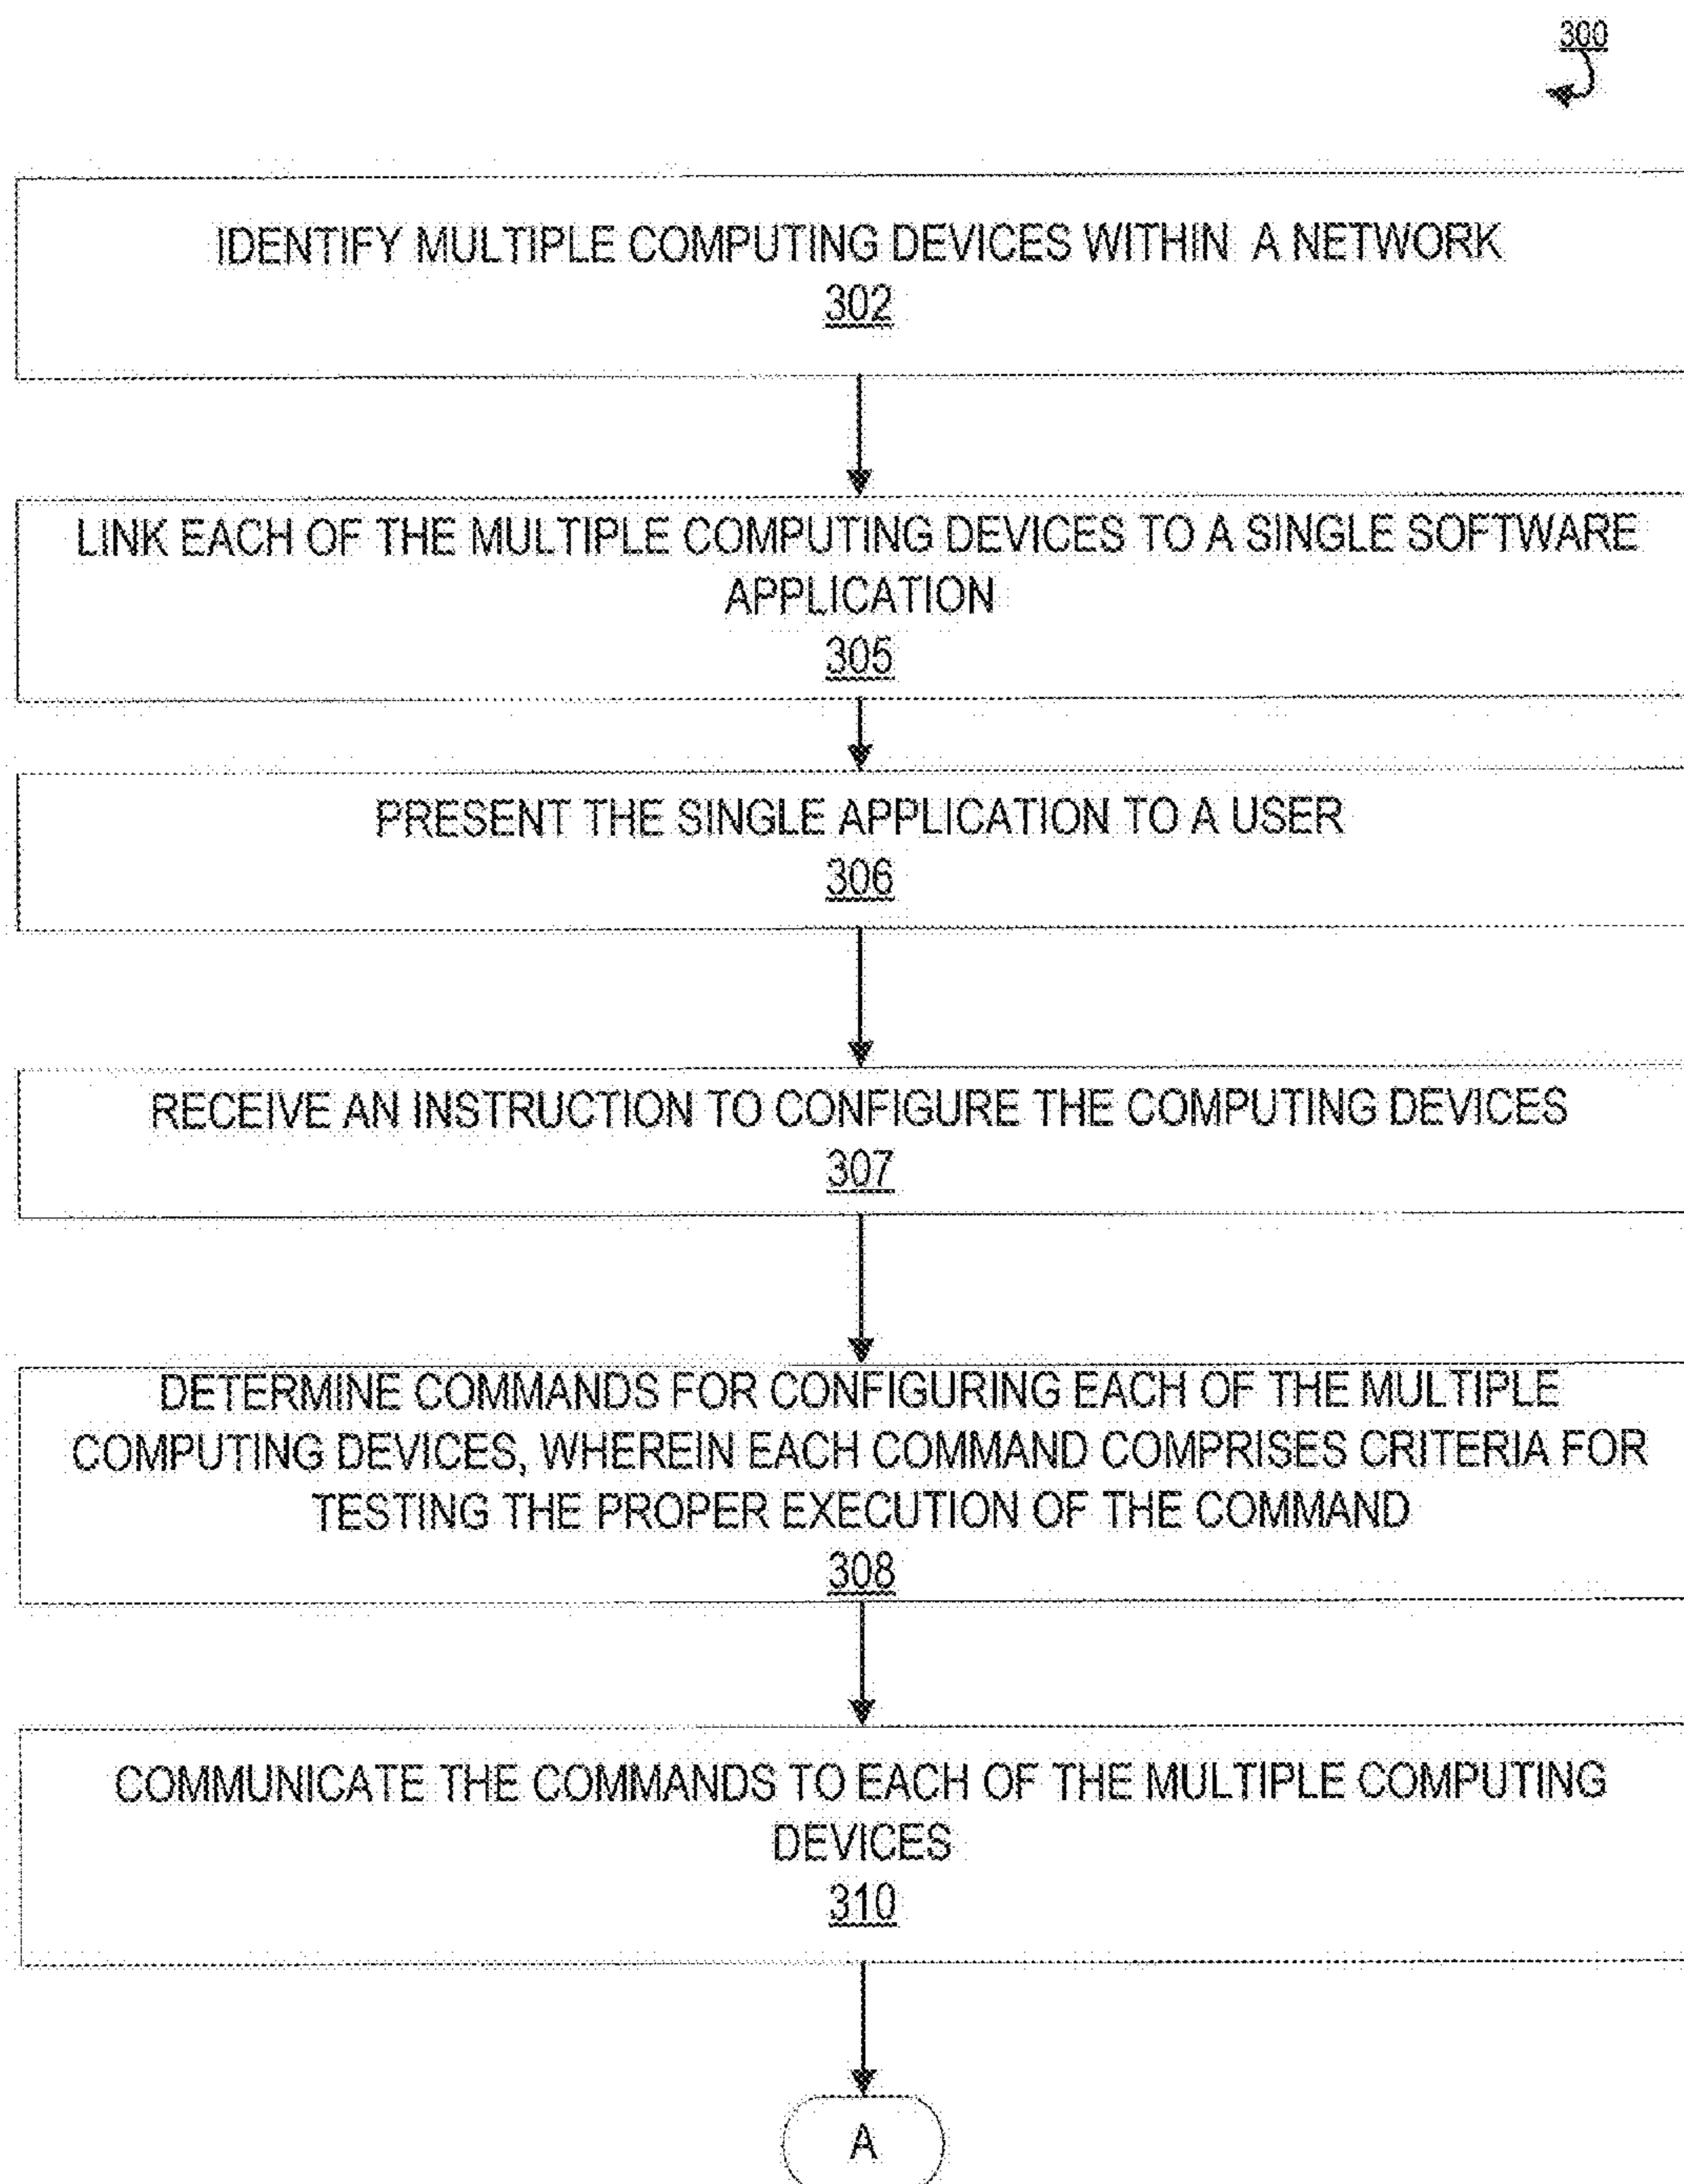 300
IDENTIFY MULTIPLE COMPUTING DEVICES WITHIN A NETWORK
302
LINK EACH OF THE MULTIPLE COMPUTING DEVICES TO A SINGLE SOFTWARE
APPLICATION
305
PRESENT THE SINGLE APPLICATION TO A USER
306
RECEIVE AN INSTRUCTION TO CONFIGURE THE COMPUTING DEVICES
307
DETERMINE COMMANDS FOR CONFIGURING EACH OF THE MULTIPLE
COMPUTING DEVICES, WHEREIN EACH COMMAND COMPRISES CRITERIA FOR
TESTING THE PROPER EXECUTION OF THE COMMAND
308
COMMUNICATE THE COMMANDS TO EACH OF THE MULTIPLE COMPUTING
DEVICES
310
A